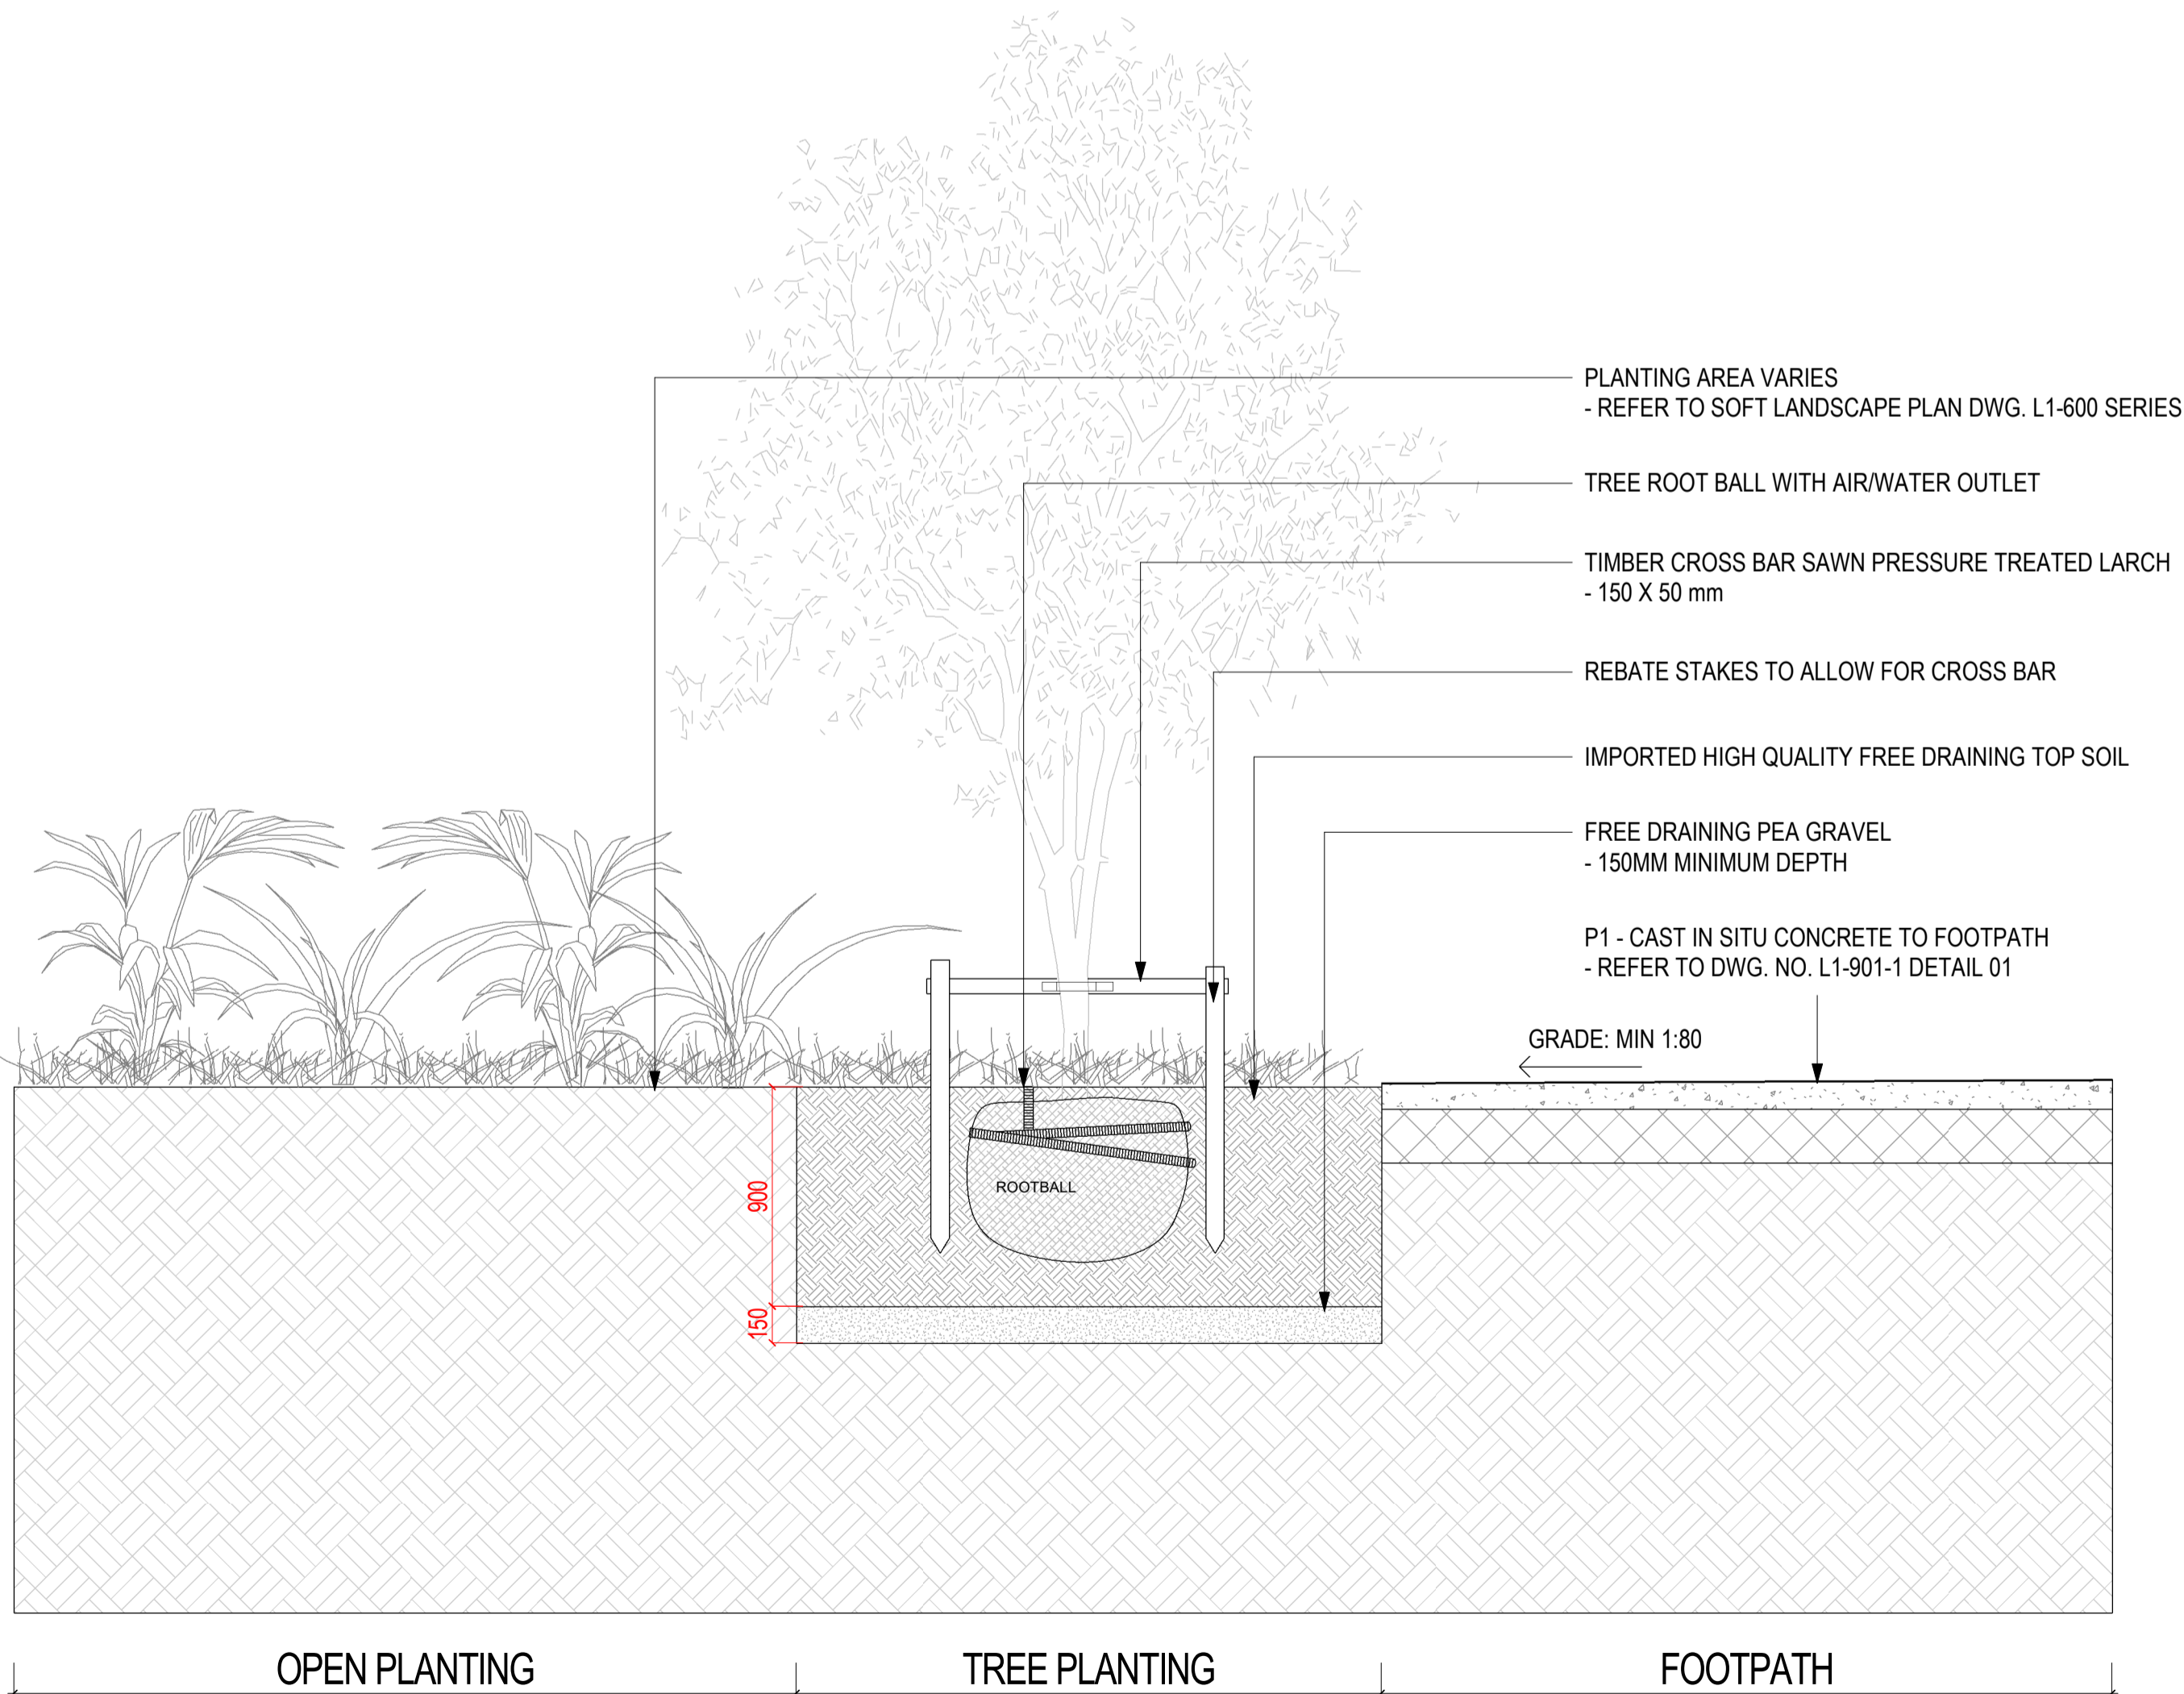 PLANTING AREA VARIES
- REFER TO SOFT LANDSCAPE PLAN DWG. L1-600 SERIES
TREE ROOT BALL WITH AIR/WATER OUTLET
TIMBER CROSS BAR SAWN PRESSURE TREATED LARCH
- 150 X 50 mm
REBATE STAKES TO ALLOW FOR CROSS BAR
IMPORTED HIGH QUALITY FREE DRAINING TOP SOIL
FREE DRAINING PEA GRAVEL
- 150MM MINIMUM DEPTH
P1 - CAST IN SITU CONCRETE TO FOOTPATH
- REFER TO DWG. NO. L1-901-1 DETAIL 01
GRADE: MIN 1:80
900
ROOTBALL
150
OPEN PLANTING
TREE PLANTING
FOOTPATH